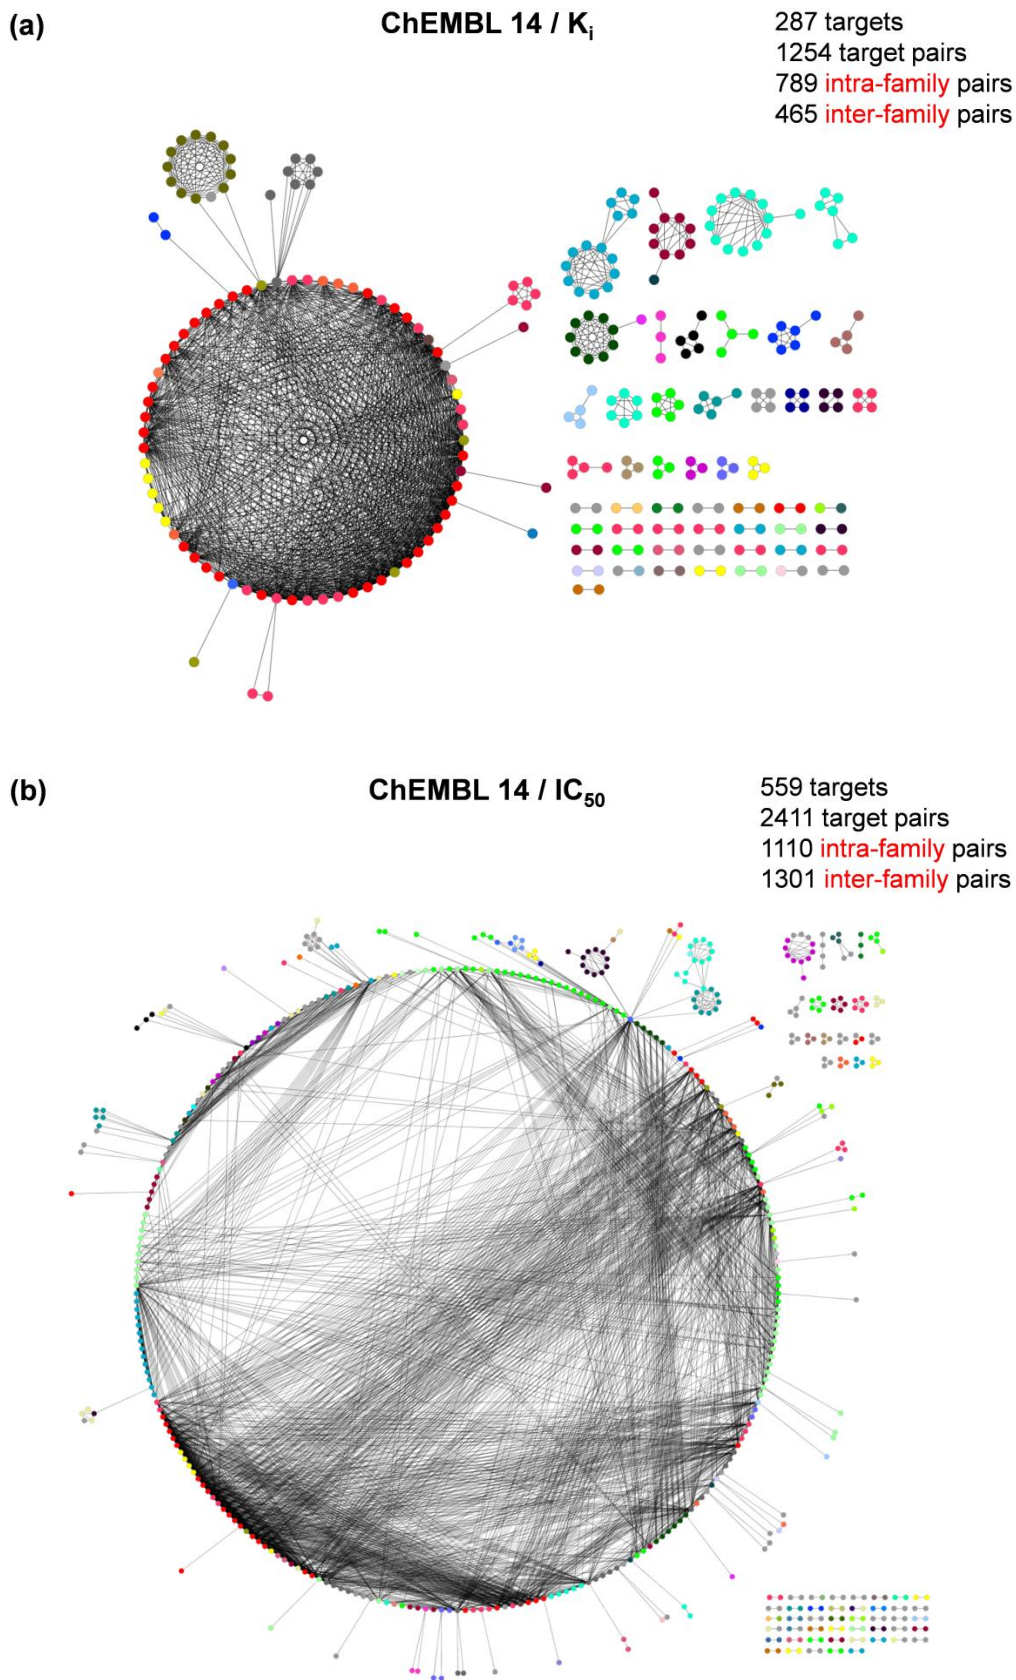 (a)
ChEMBL 14 / Ki
287 targets
1254 target pairs
789 intra-family pairs
465 inter-family pairs
(b)
ChEMBL 14 / IC50
559 targets
2411 target pairs
1110 intra-family pairs
1301 inter-family pairs